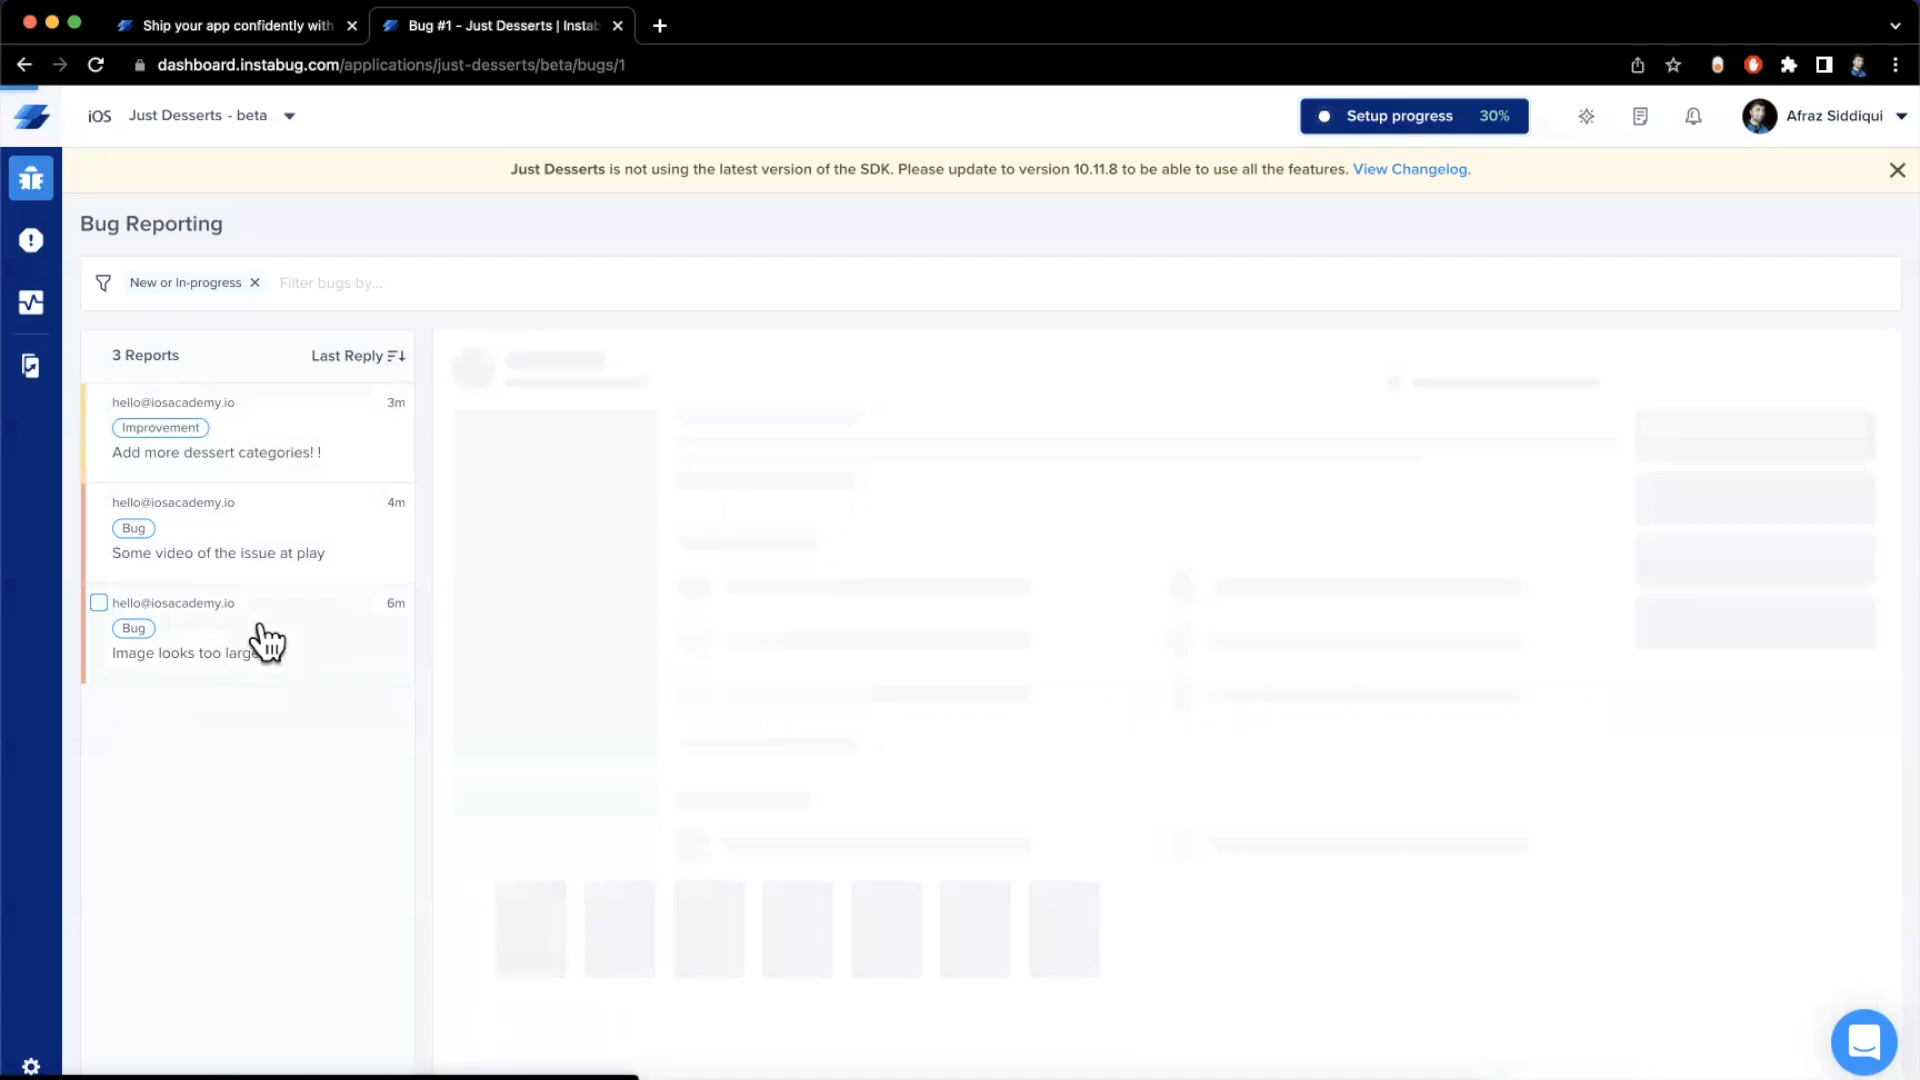 Ship your app confidently with
Bug #1 - Just Desserts | Instab
dashboard.instabug.com/applications/just-desserts/beta/bugs/1
iOS Just Desserts - beta
Setup progress 30%
Afraz Siddiqui
Just Desserts is not using the latest version of the SDK. Please update to version 10.11.8 to be able to use all the features. View Changelog.
Bug Reporting
New or In-progress
Filter bugs by...
3 Reports Last Reply
hello@iosacademy.io 3m
Improvement
Add more dessert categories! !
hello@iosacademy.io 4m
Bug
Some video of the issue at play
hello@iosacademy.io 6m
Bug
Image looks too large